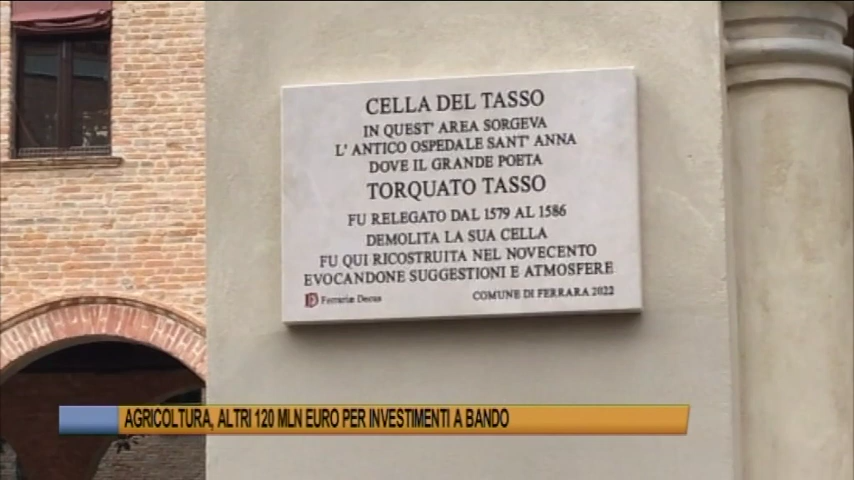 CELLA DEL TASSO
IN QUEST' AREA SORGEVA
L' ANTICO OSPEDALE SANT' ANNA
DOVE IL GRANDE POETA
TORQUATO TASSO
FU RELEGATO DAL 1579 AL 1586
DEMOLITA LA SUA CELLA
FU QUI RICOSTRUITA NEL NOVECENTO
EVOCANDONE SUGGESTIONI E ATMOSFERE
Ferrariæ Decus
COMUNE DI FERRARA 2022
AGRICOLTURA, ALTRI 120 MLN EURO PER INVESTIMENTI A BANDO